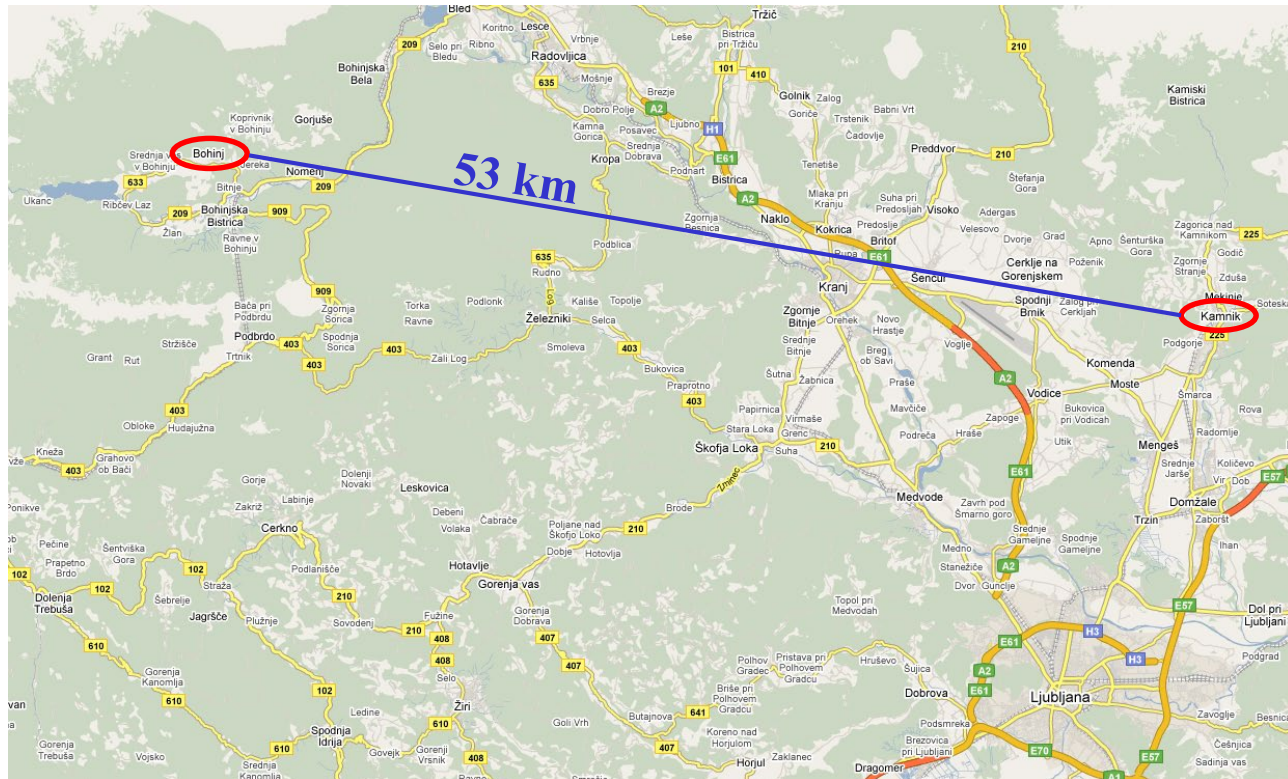 Bled
Koritno
Lesce
Tržič
Ribno
Selo pri
Bledu
Vrbnje
Radovljica
Leše
Bistrica
pri Tržiču
209
210
Bohinjska
Bela
Mošnje
635
101
410
Brezje
A2
Golnik
Zalog
Goriče
Trstenik
Babni Vrt
Čadovlje
Kamiski
Bistrica
Koprivnik
v Bohinju
Gorjuše
Dobro Polje
Posavec
Ljubno
H1
Kamna
Gorica
Srednja
Dobrava
Kropa
Podnart
E61
Bistrica
Tenetiše
Preddvor
210
Srednja vas
v Bohinju
Bohinj
Jereka
Nomenj
209
633
Bitnje
Ukanc
Ribčev Laz
53 km
A2
Mlaka pri
Kranju
Suha pri
Predosljah
Štefanja
Gora
209
Žlan
Bohinjska
Bistrica
909
Ravne v
Bohinju
Zgornja
Besnica
Naklo
Kokrica
Predoslje
Britof
Visoko
Adergas
Velesovo
Dvorje
Grad
Apno
Šenturška
Gora
Zagorica nad
Kamnikom
225
Godič
Podblica
635
Rudno
Rupa
E61
Šenčur
Cerklje na
Gorenjskem
Poženik
Zgornje
Stranje
Zduša
Kranj
909
Bača pri
Podbrdu
Zgornja
Sorica
Torka
Ravne
Podlonk
Kališe
Topolje
Železniki
Selca
Zgornje
Bitnje
Orehek
Novo
Hrastje
Spodnji
Brnik
Zalog pri
Cerkljah
Mekinje
Soteska
Kamnik
225
Podbrdo
403
Spodnja
Sorica
403
Stržišče
Grant
Rut
Trtnik
403
Zali Log
Smoleva
403
Srednje
Bitnje
Breg
ob Savi
Voglje
Podgorje
Bukovica
Šutna
Žabnica
Praše
A2
Komenda
Moste
Praprotno
403
Papirnica
Mavčiče
Vodice
Šmarca
403
Obloke
Hudajužna
Virmaše
Stara Loka
Grenc
Zapoge
Bukovica
pri Vodicah
Rova
Radomlje
Škofja Loka
Suha
210
Podreča
Hraše
Utik
Mengeš
Kneža
Grahovo
ob Bači
403
E61
Srednje
Jarše
Količevo
Vir
Dob
E57
Dolenji
Novaki
Gorje
Leskovica
Zminec
Medvode
Zavrh pod
Šmarno goro
Labinje
Zakriž
Debeni
Volaka
Čabrače
Poljane nad
Škofjo Loko
Brode
210
Domžale
Trzin
Zaboršt
Cerkno
Ponikve
Pečine
Prapetno
Brdo
Šentviška
Gora
102
Podlanišče
Dobje
Hotovlja
Medno
Srednje
Gameljne
Spodnje
Gameljne
Ihan
Hotavlje
Gorenja vas
Stanežiče
A2
Dvor
Gunclje
Dolenja
Trebuša
102
102
Straža
Šebrelje
Jagršče
Plužnje
210
Sovodenj
210
Fužine
Gorenja
Dobrava
Topol pri
Medvodah
E57
Dol pri
Ljubljani
610
408
407
E61
H3
H3
Podgrad
408
407
Polhov
Gradec
Pristava pri
Polhovem
Gradcu
Hruševo
Šujica
A2
Gorenja
Kanomlja
102
Selo
Briše pri
Polhovem
Gradcu
Dobrova
E61
Ljubljana
610
Ledine
Žiri
641
Zavoglje
Goli Vrh
Butajnova
Podsmreka
Spodnja
Idrija
610
Koreno nad
Horjulom
Brezovica
pri Ljubljani
Češnjica
Gorenja
Trebuša
Vojsko
610
Govejk
Gorenji
Vrsnik
408
407
Zaklanec
Horjul
E70
E57
Sadinja vas
Spodnja
Kanomlja
Dragomer
A1